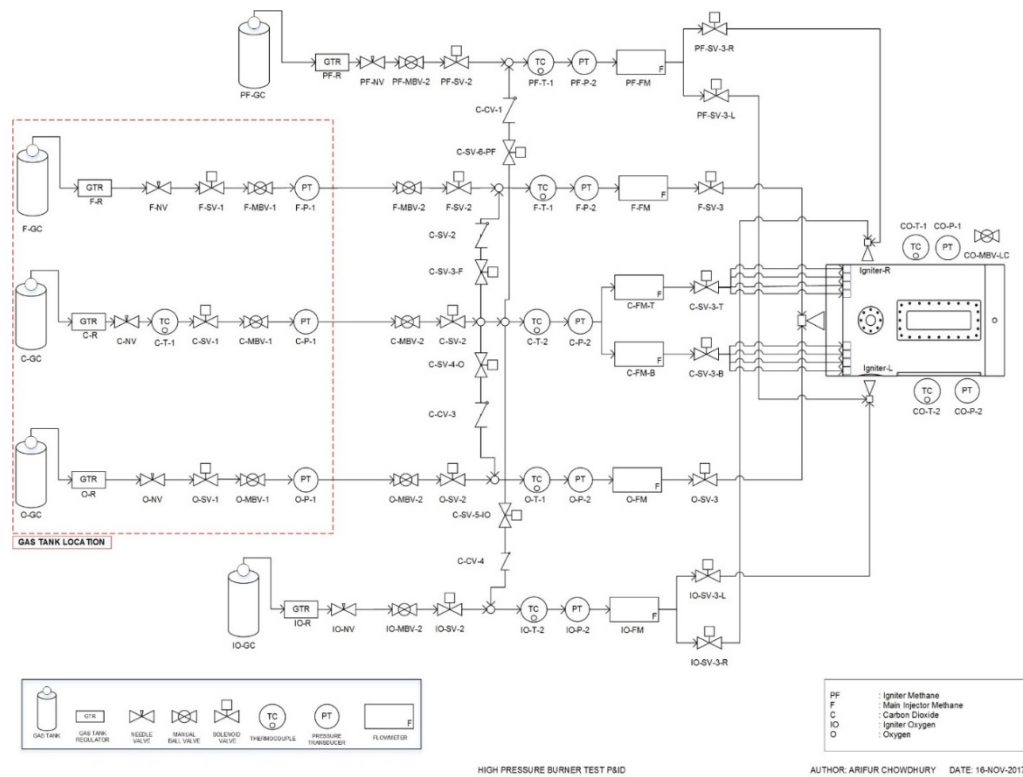 PF-SV-3-R
GTR TC PT F
PF-R PF-NV PF-MBV-2 PF-SV-2 PF-T-1 PF-P-2 PF-FM
PF-GC
PF-SV-3-L
C-CV-1
C-SV-6-PF
GTR PT TC PT F
F-R F-NV F-SV-1 F-MBV-1 F-P-1 F-MBV-2 F-SV-2 F-T-1 F-P-2 F-FM F-SV-3
F-GC
C-SV-2
CO-T-1 CO-P-1
TC PT CO-MBV-LC
Igniter-R
C-SV-3-F
F
C-FM-T C-SV-3-T
GTR TC PT TC PT
C-R C-NV C-T-1 C-SV-1 C-MBV-1 C-P-1 C-MBV-2 C-SV-2 C-T-2 C-P-2
C-GC
F
C-FM-B C-SV-3-B
C-SV-4-O
Igniter-L
TC PT
CO-T-2 CO-P-2
C-CV-3
GTR PT TC PT F
O-R O-NV O-SV-1 O-MBV-1 O-P-1 O-MBV-2 O-SV-2 O-T-1 O-P-2 O-FM O-SV-3
O-GC
C-SV-5-IO
GAS TANK LOCATION
C-CV-4
IO-SV-3-L
GTR TC PT F
IO-R IO-NV IO-MBV-2 IO-SV-2 IO-T-2 IO-P-2 IO-FM
IO-GC
IO-SV-3-R
GTR TC PT F
GAS TANK
GAS TANK REGULATOR
NEEDLE VALVE
MANUAL BALL VALVE
SOLENOID VALVE
THERMOCOUPLE
PRESSURE TRANSDUCER
FLOWMETER
PF : Igniter Methane
F : Main Injector Methane
C : Carbon Dioxide
IO : Igniter Oxygen
O : Oxygen
HIGH PRESSURE BURNER TEST P&ID
AUTHOR: ARIFUR CHOWDHURY DATE: 16-NOV-2017